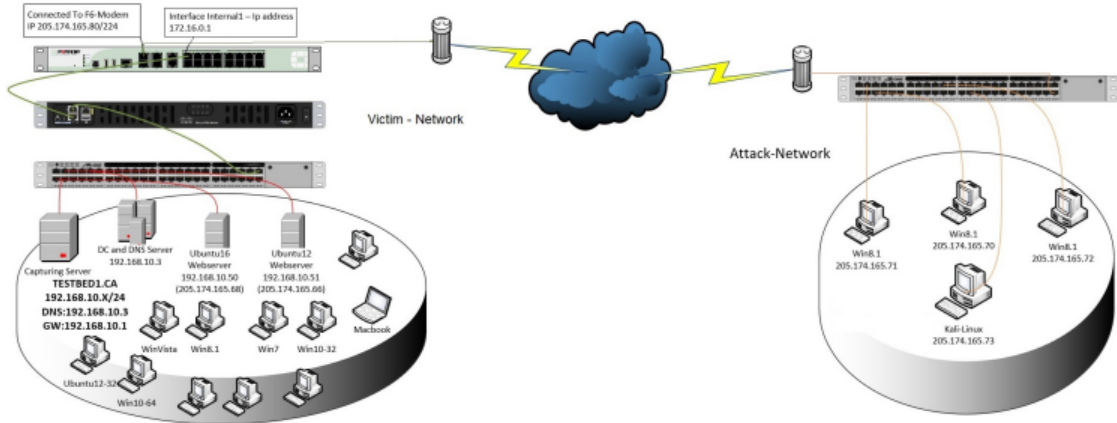 Connected To F6-Modem
IP 205.174.165.80/224
Interface Internal1 – Ip address
172.16.0.1
Victim - Network
Attack-Network
Capturing Server
DC and DNS Server
192.168.10.3
Ubuntu16
Webserver
192.168.10.50
(205.174.165.68)
Ubuntu12
Webserver
192.168.10.51
(205.174.165.66)
TESTBED1.CA
192.168.10.X/24
DNS:192.168.10.3
GW:192.168.10.1
WinVista
Win8.1
Win7
Win10-32
Macbook
Ubuntu12-32
Win10-64
Win8.1
205.174.165.71
Win8.1
205.174.165.70
Win8.1
205.174.165.72
Kali-Linux
205.174.165.73